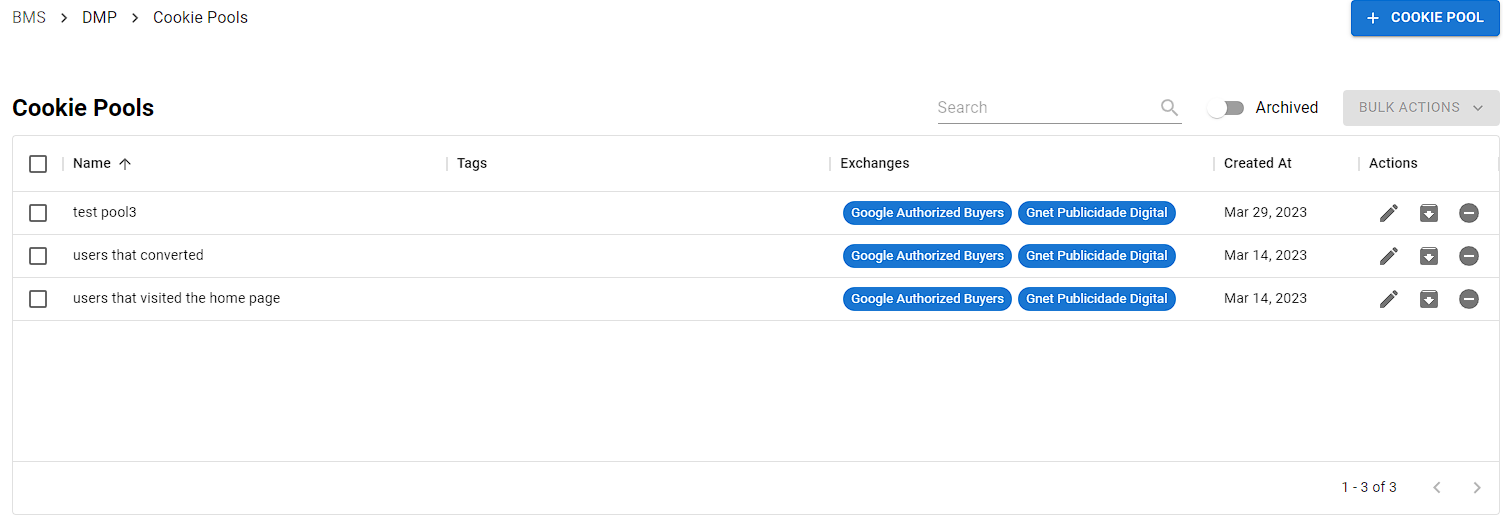 BMS > DMP > Cookie Pools
+ COOKIE POOL
Cookie Pools
Search
Archived
BULK ACTIONS
Name Tags Exchanges Created At Actions
test pool3 Google Authorized Buyers Gnet Publicidade Digital Mar 29, 2023
users that converted Google Authorized Buyers Gnet Publicidade Digital Mar 14, 2023
users that visited the home page Google Authorized Buyers Gnet Publicidade Digital Mar 14, 2023
1 - 3 of 3